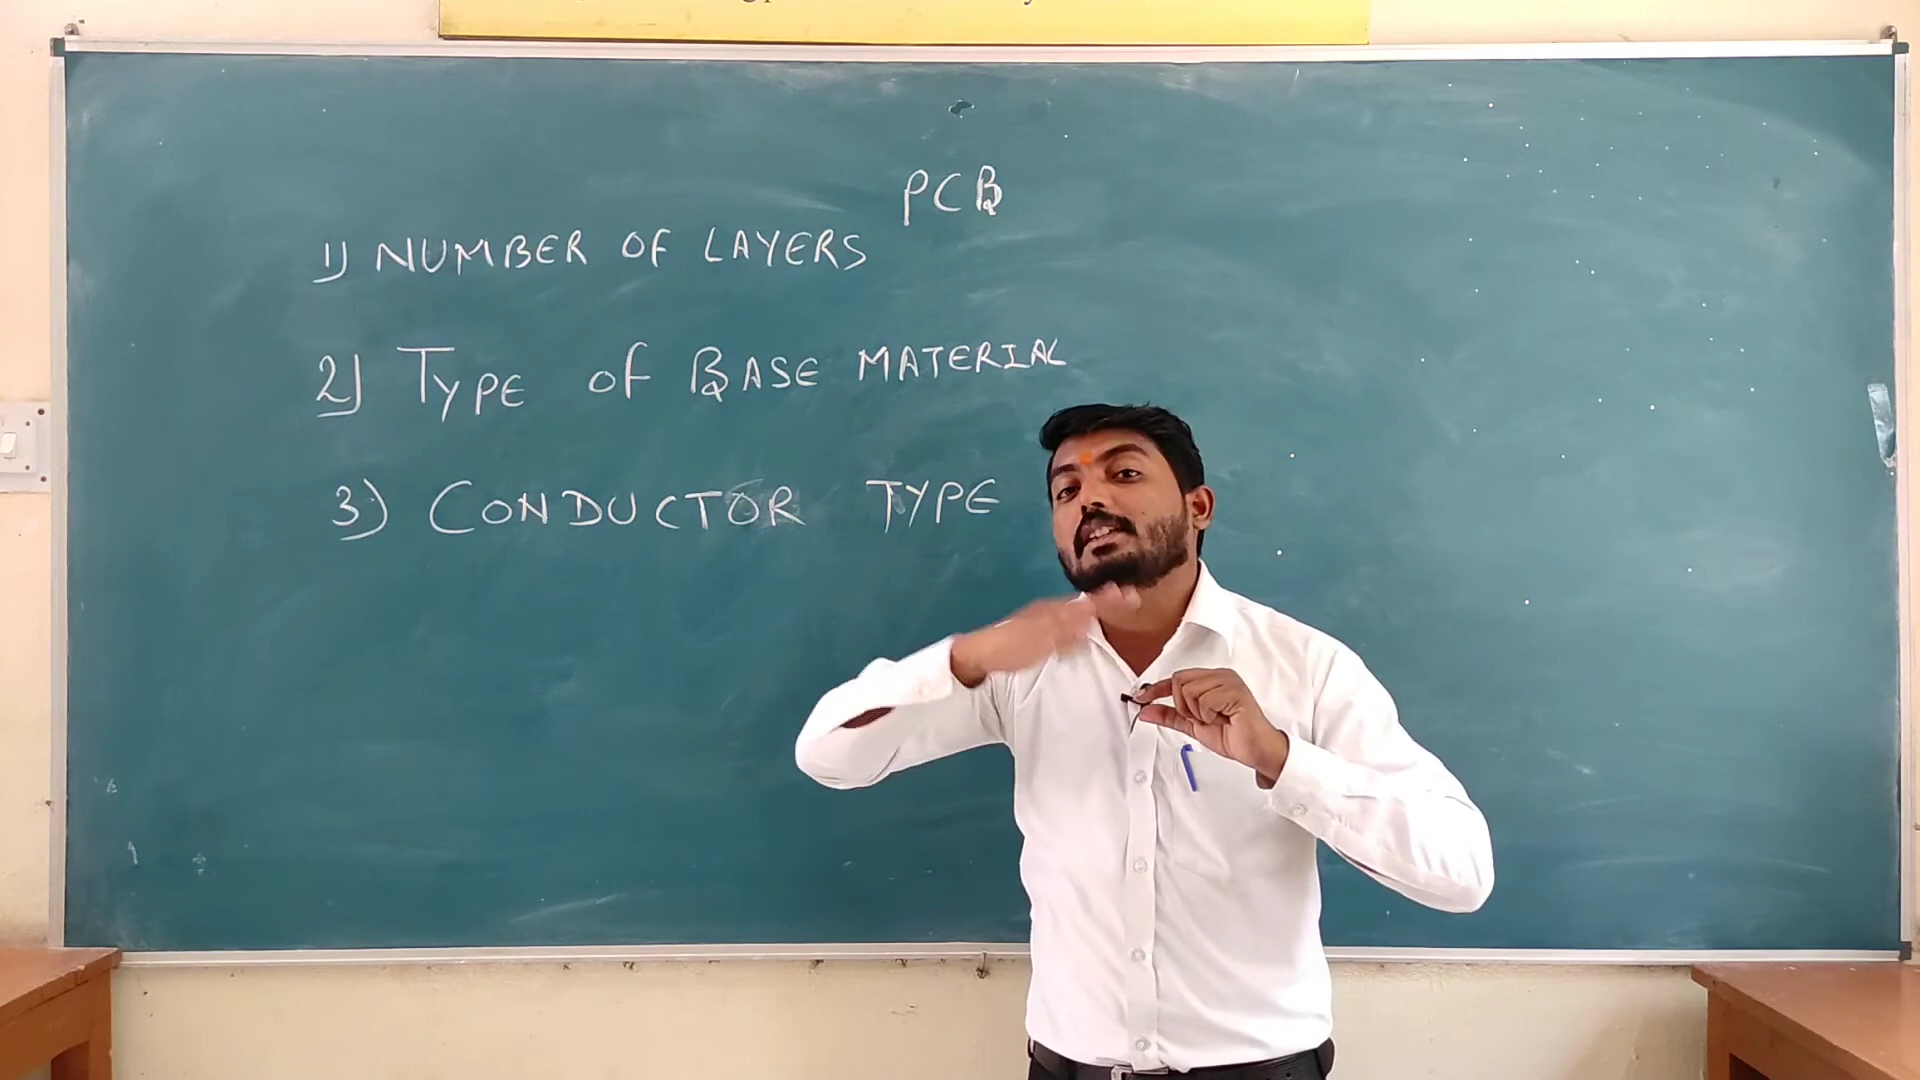 PCB
1) NUMBER OF LAYERS
2) TYPE Of BASE MATERIAL
3) CONDUCTOR TYPE